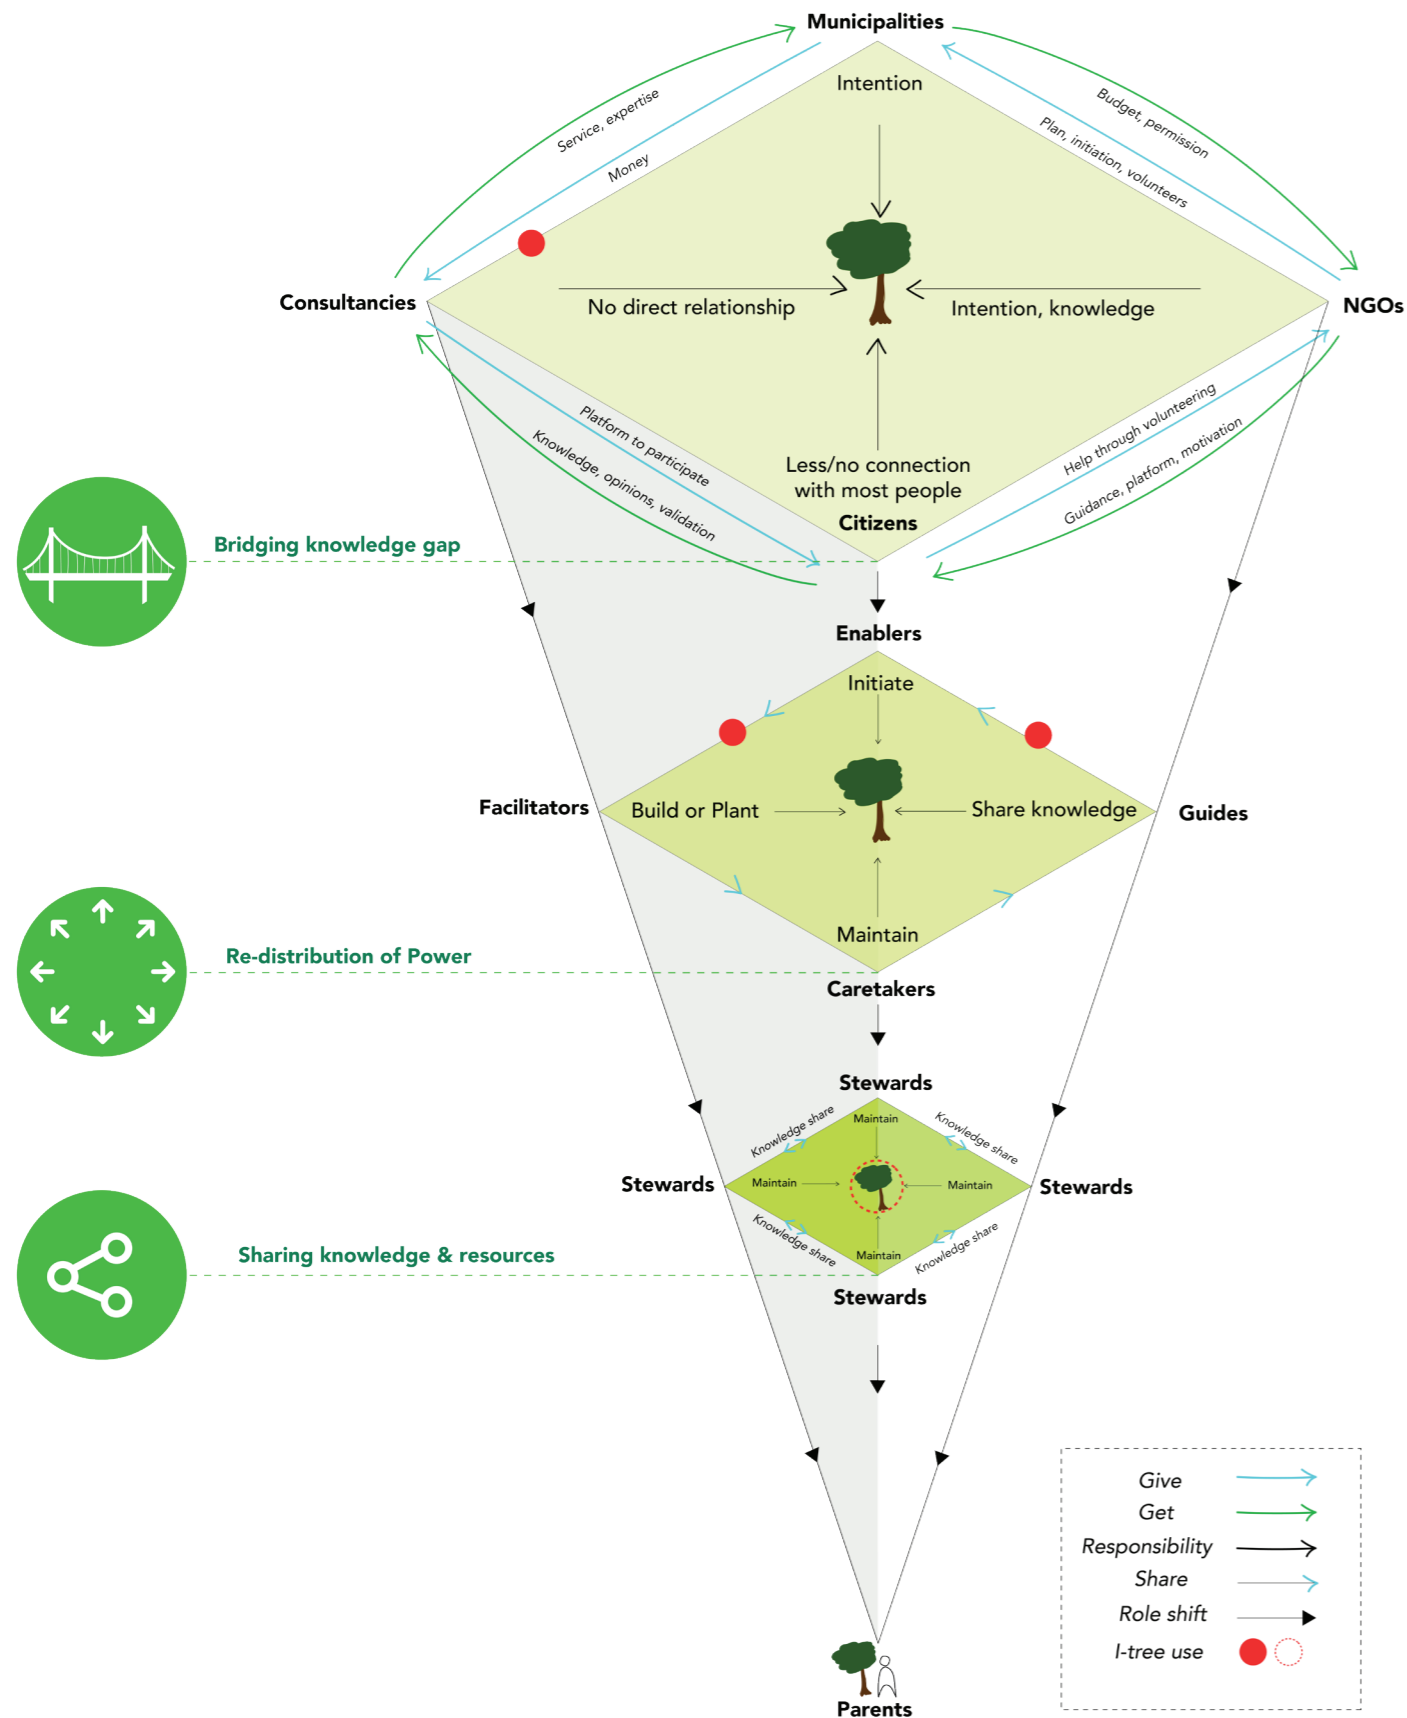 Municipalities
Intention
Service, expertise
Money
Budget, permission
Plan, initiation, volunteers
Consultancies
No direct relationship
Intention, knowledge
NGOs
Platform to participate
Knowledge, opinions, validation
Help through volunteering
Guidance, platform, motivation
Less/no connection
with most people
Citizens
Bridging knowledge gap
Enablers
Initiate
Facilitators
Build or Plant
Share knowledge
Guides
Maintain
Re-distribution of Power
Caretakers
Stewards
Knowledge share
Maintain
Knowledge share
Stewards
Maintain
Maintain
Stewards
Knowledge share
Maintain
Knowledge share
Sharing knowledge & resources
Stewards
Give
Get
Responsibility
Share
Role shift
I-tree use
Parents